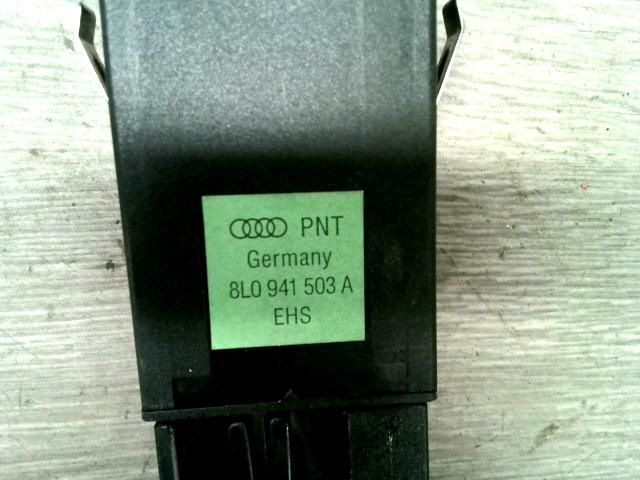 PNT
Germany
8L0 941 503 A
EHS